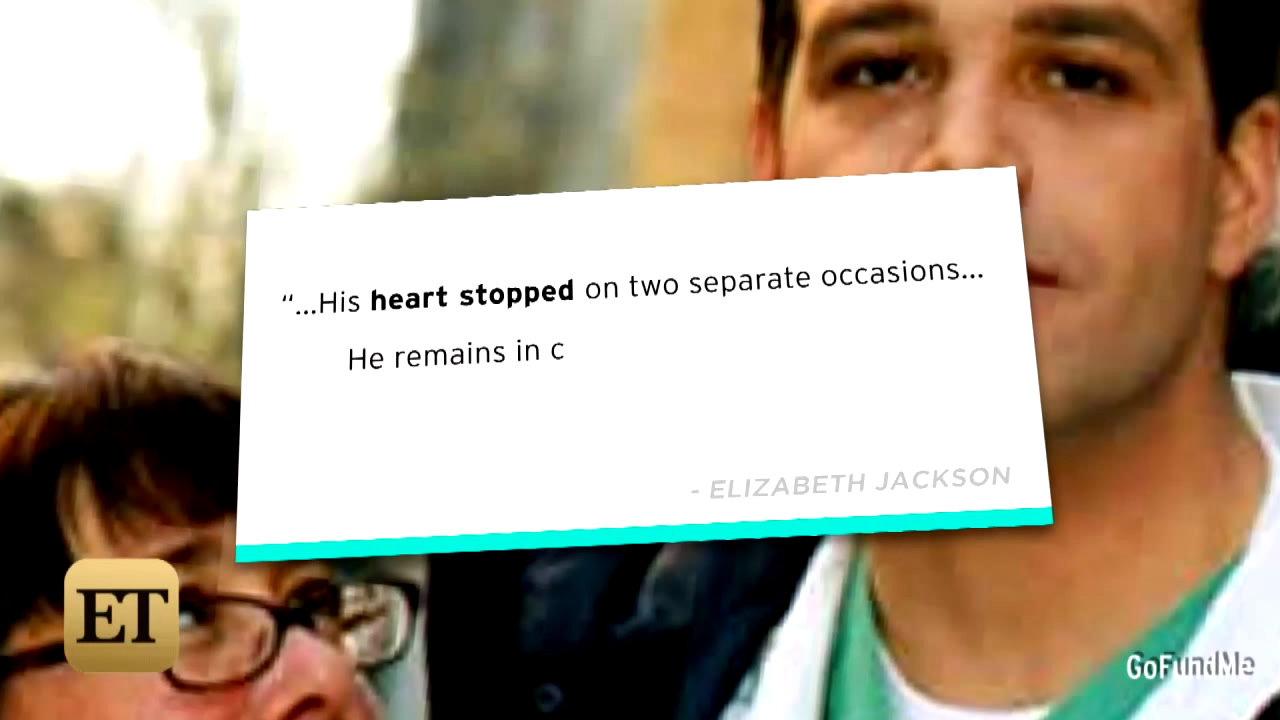 “...His heart stopped on two separate occasions...
He remains in c
- ELIZABETH JACKSON
ET
GoFundMe